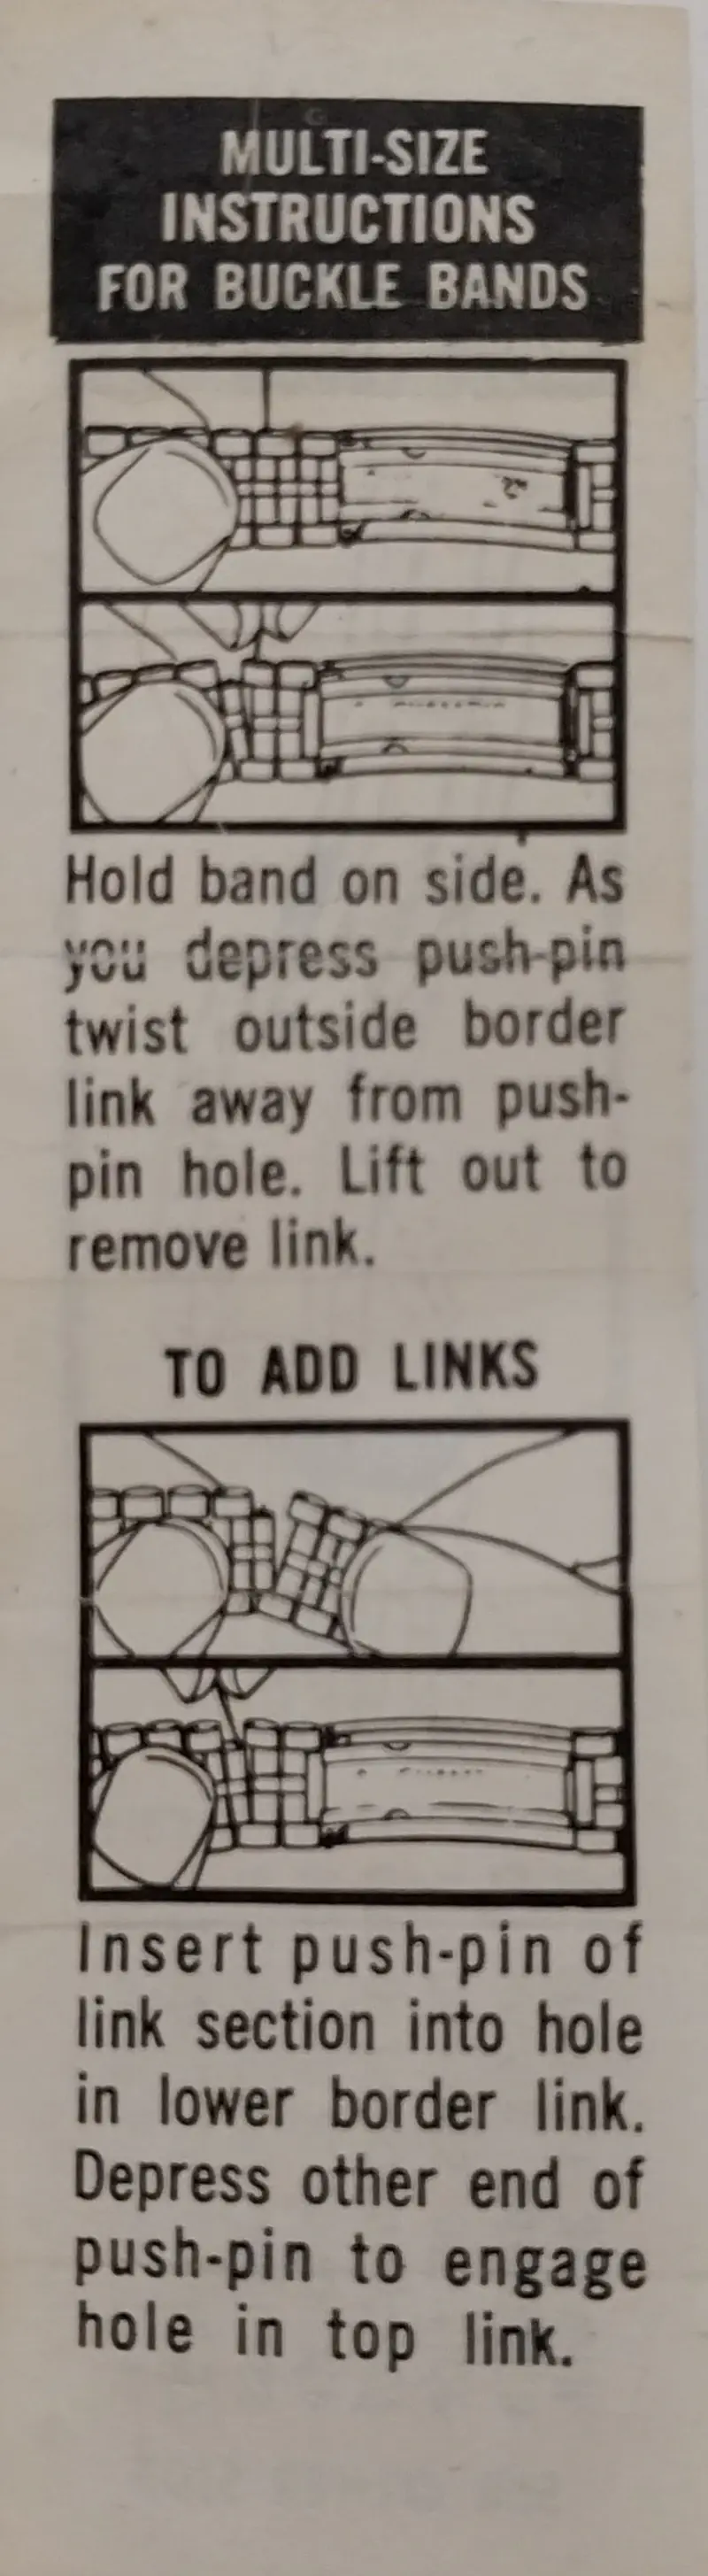 MULTI-SIZE
INSTRUCTIONS
FOR BUCKLE BANDS
Hold band on side. As
you depress push-pin
twist outside border
link away from push-
pin hole. Lift out to
remove link.
TO ADD LINKS
Insert push-pin of
link section into hole
in lower border link.
Depress other end of
push-pin to engage
hole in top link.